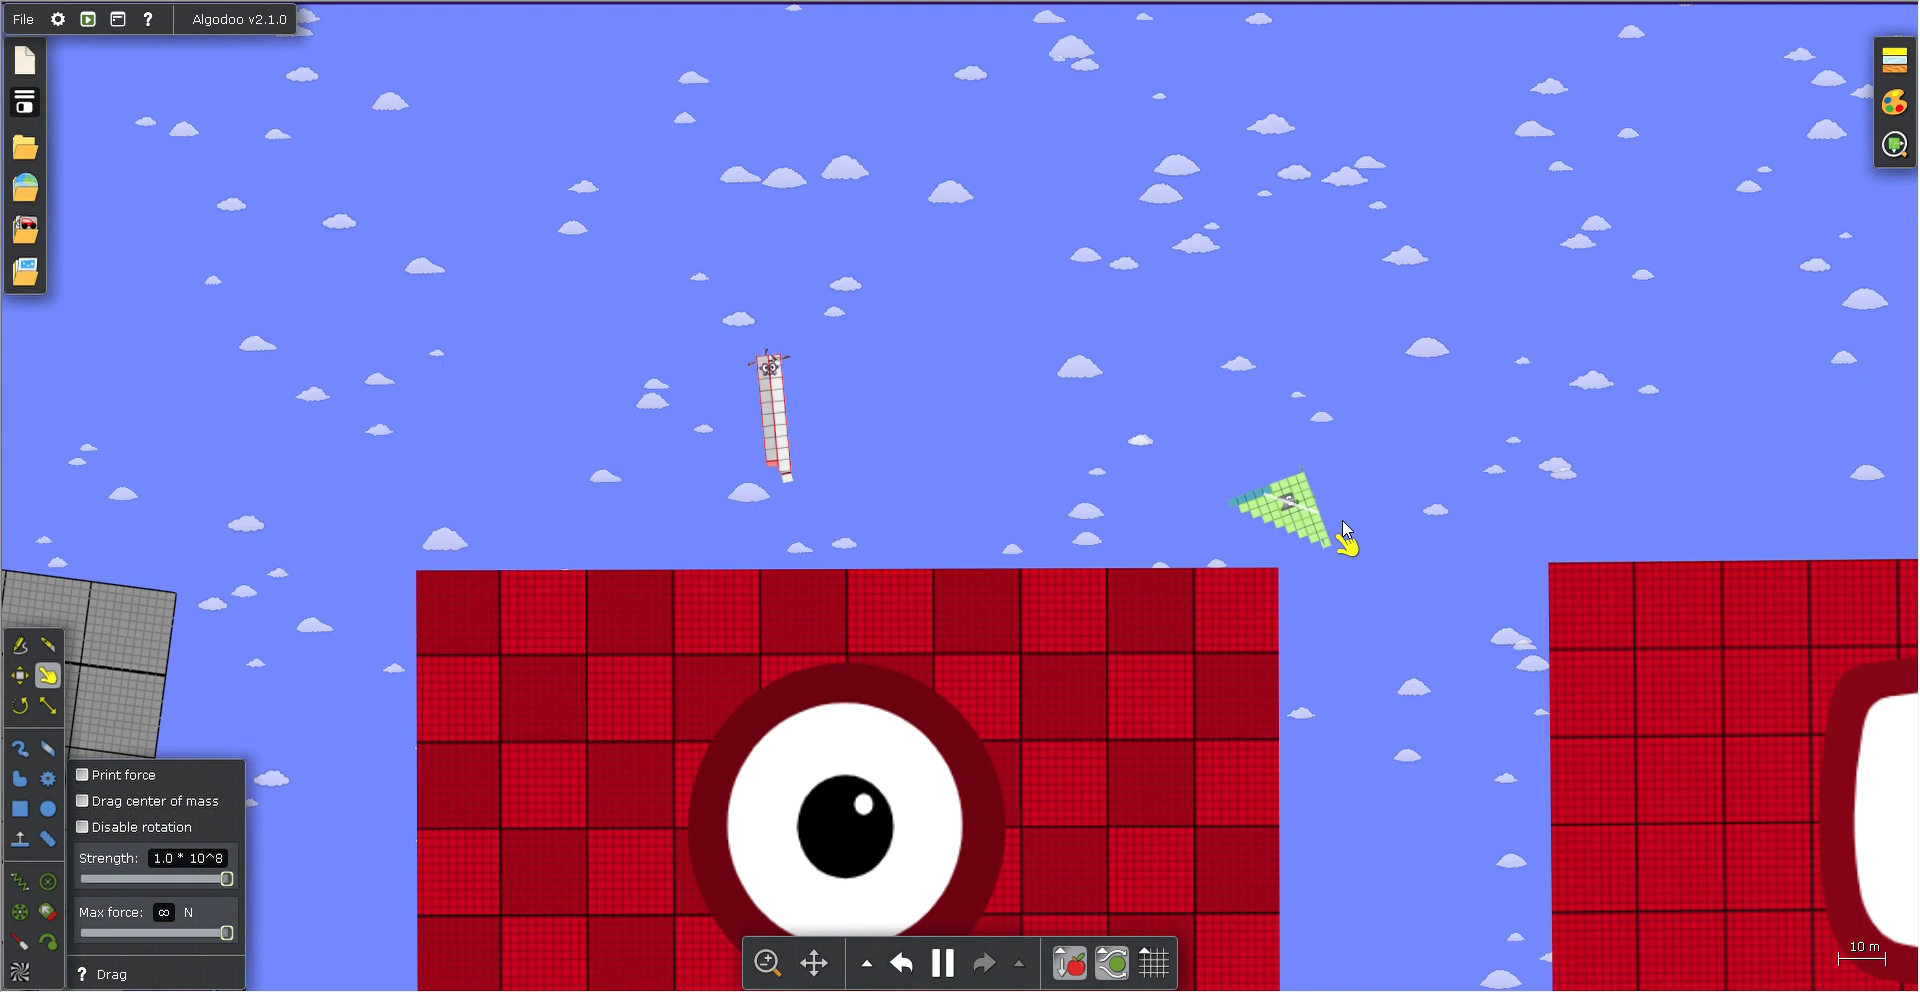 File ? Algodoo v2.1.0
Print force
Drag center of mass
Disable rotation
Strength: 1.0 * 10^8
Max force: ∞ N
? Drag
10 m